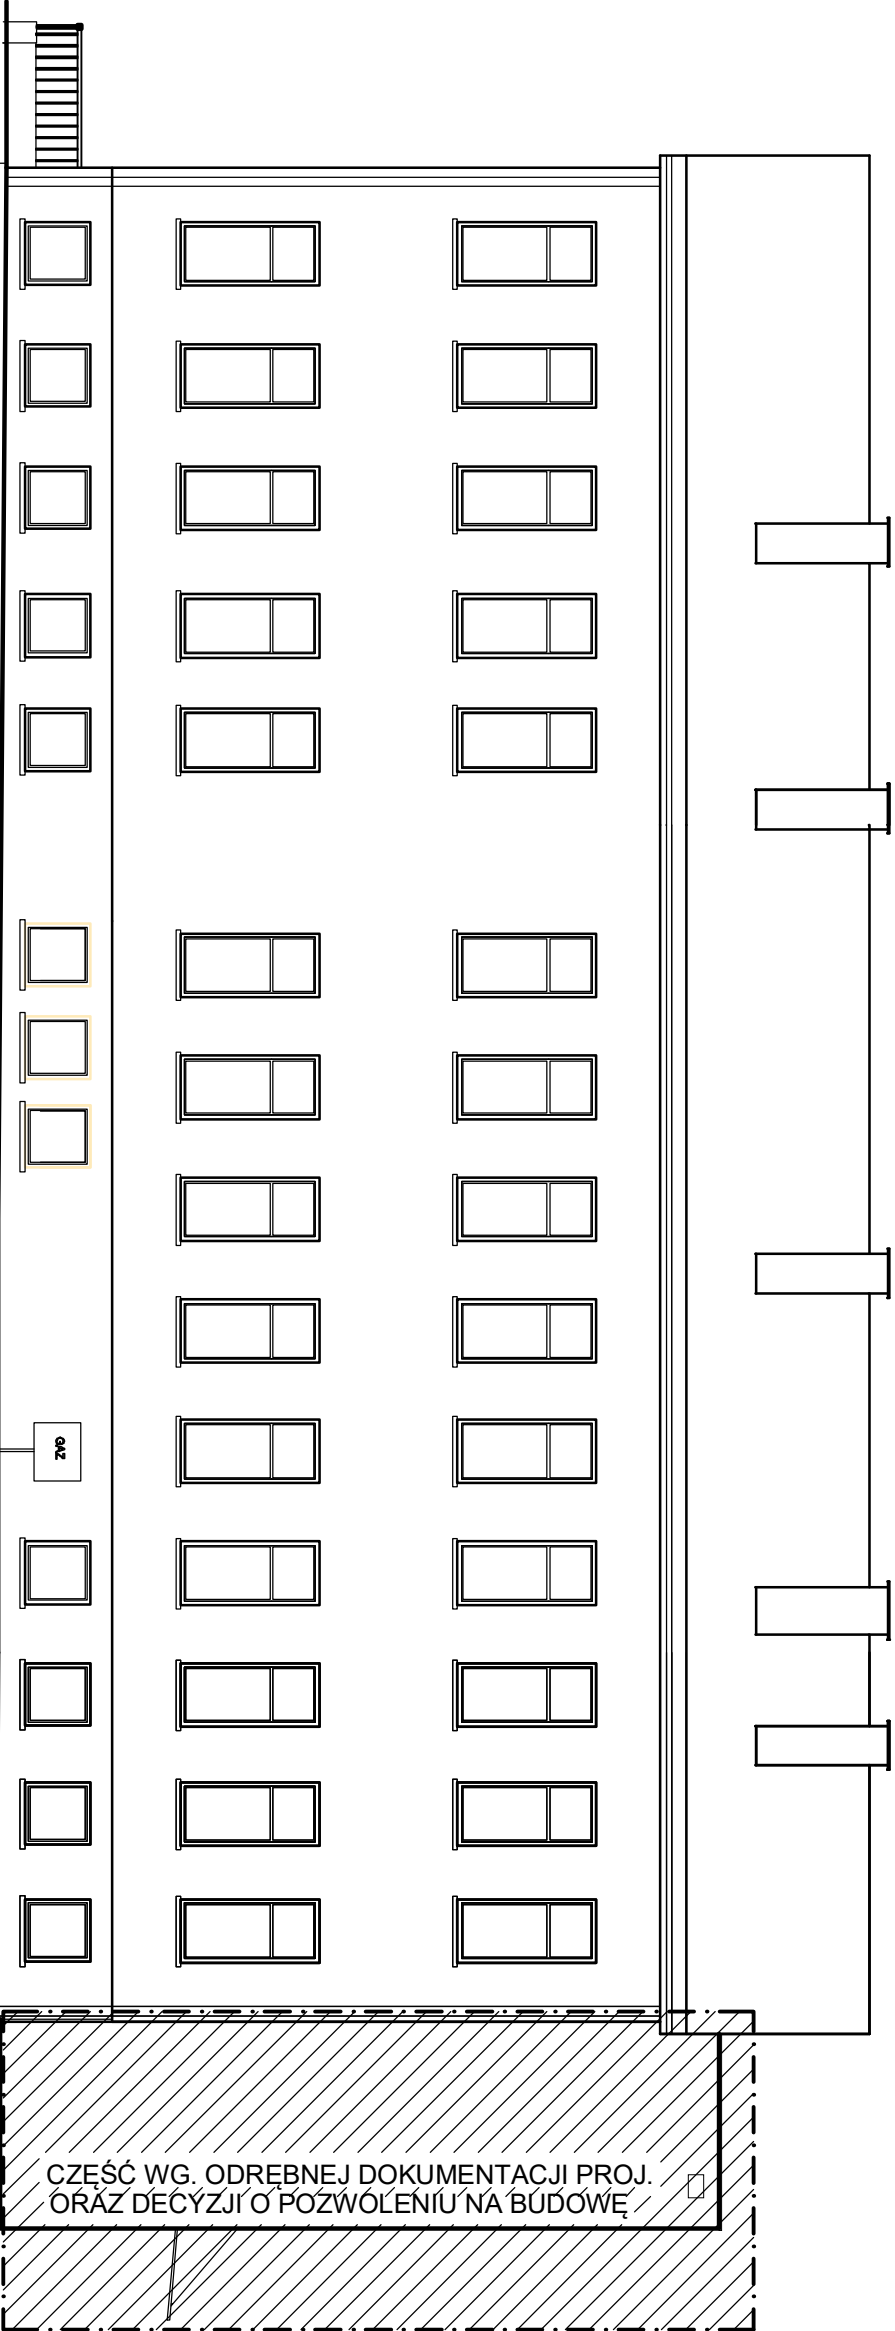 GAZ
CZĘŚĆ WG. ODRĘBNEJ DOKUMENTACJI PROJ.
ORAZ DECYZJI O POZWOLENIU NA BUDOWĘ